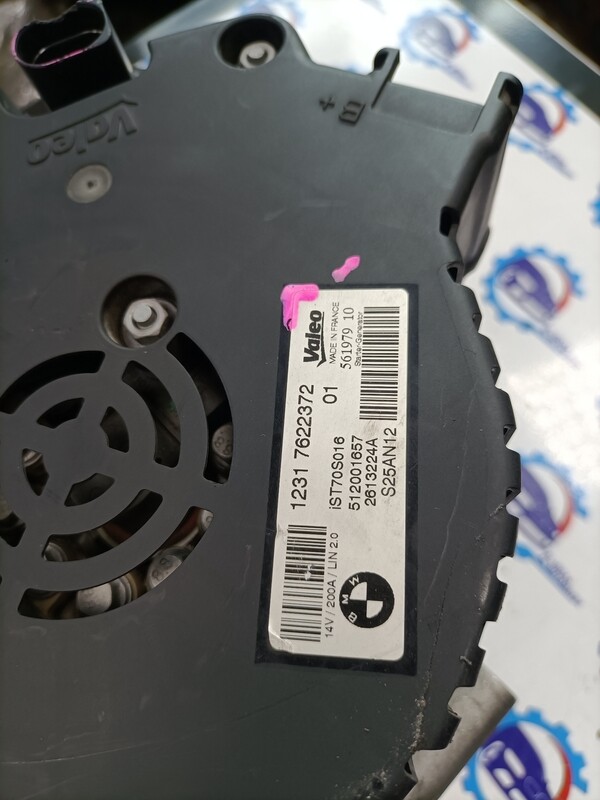 Valeo
B+
Valeo
MADE IN FRANCE
561979 10
Starter-Generator
1231 7622372
01
iST70S016
512001657
2613224A
S25AN12
14V / 200A / LIN 2.0
BMW